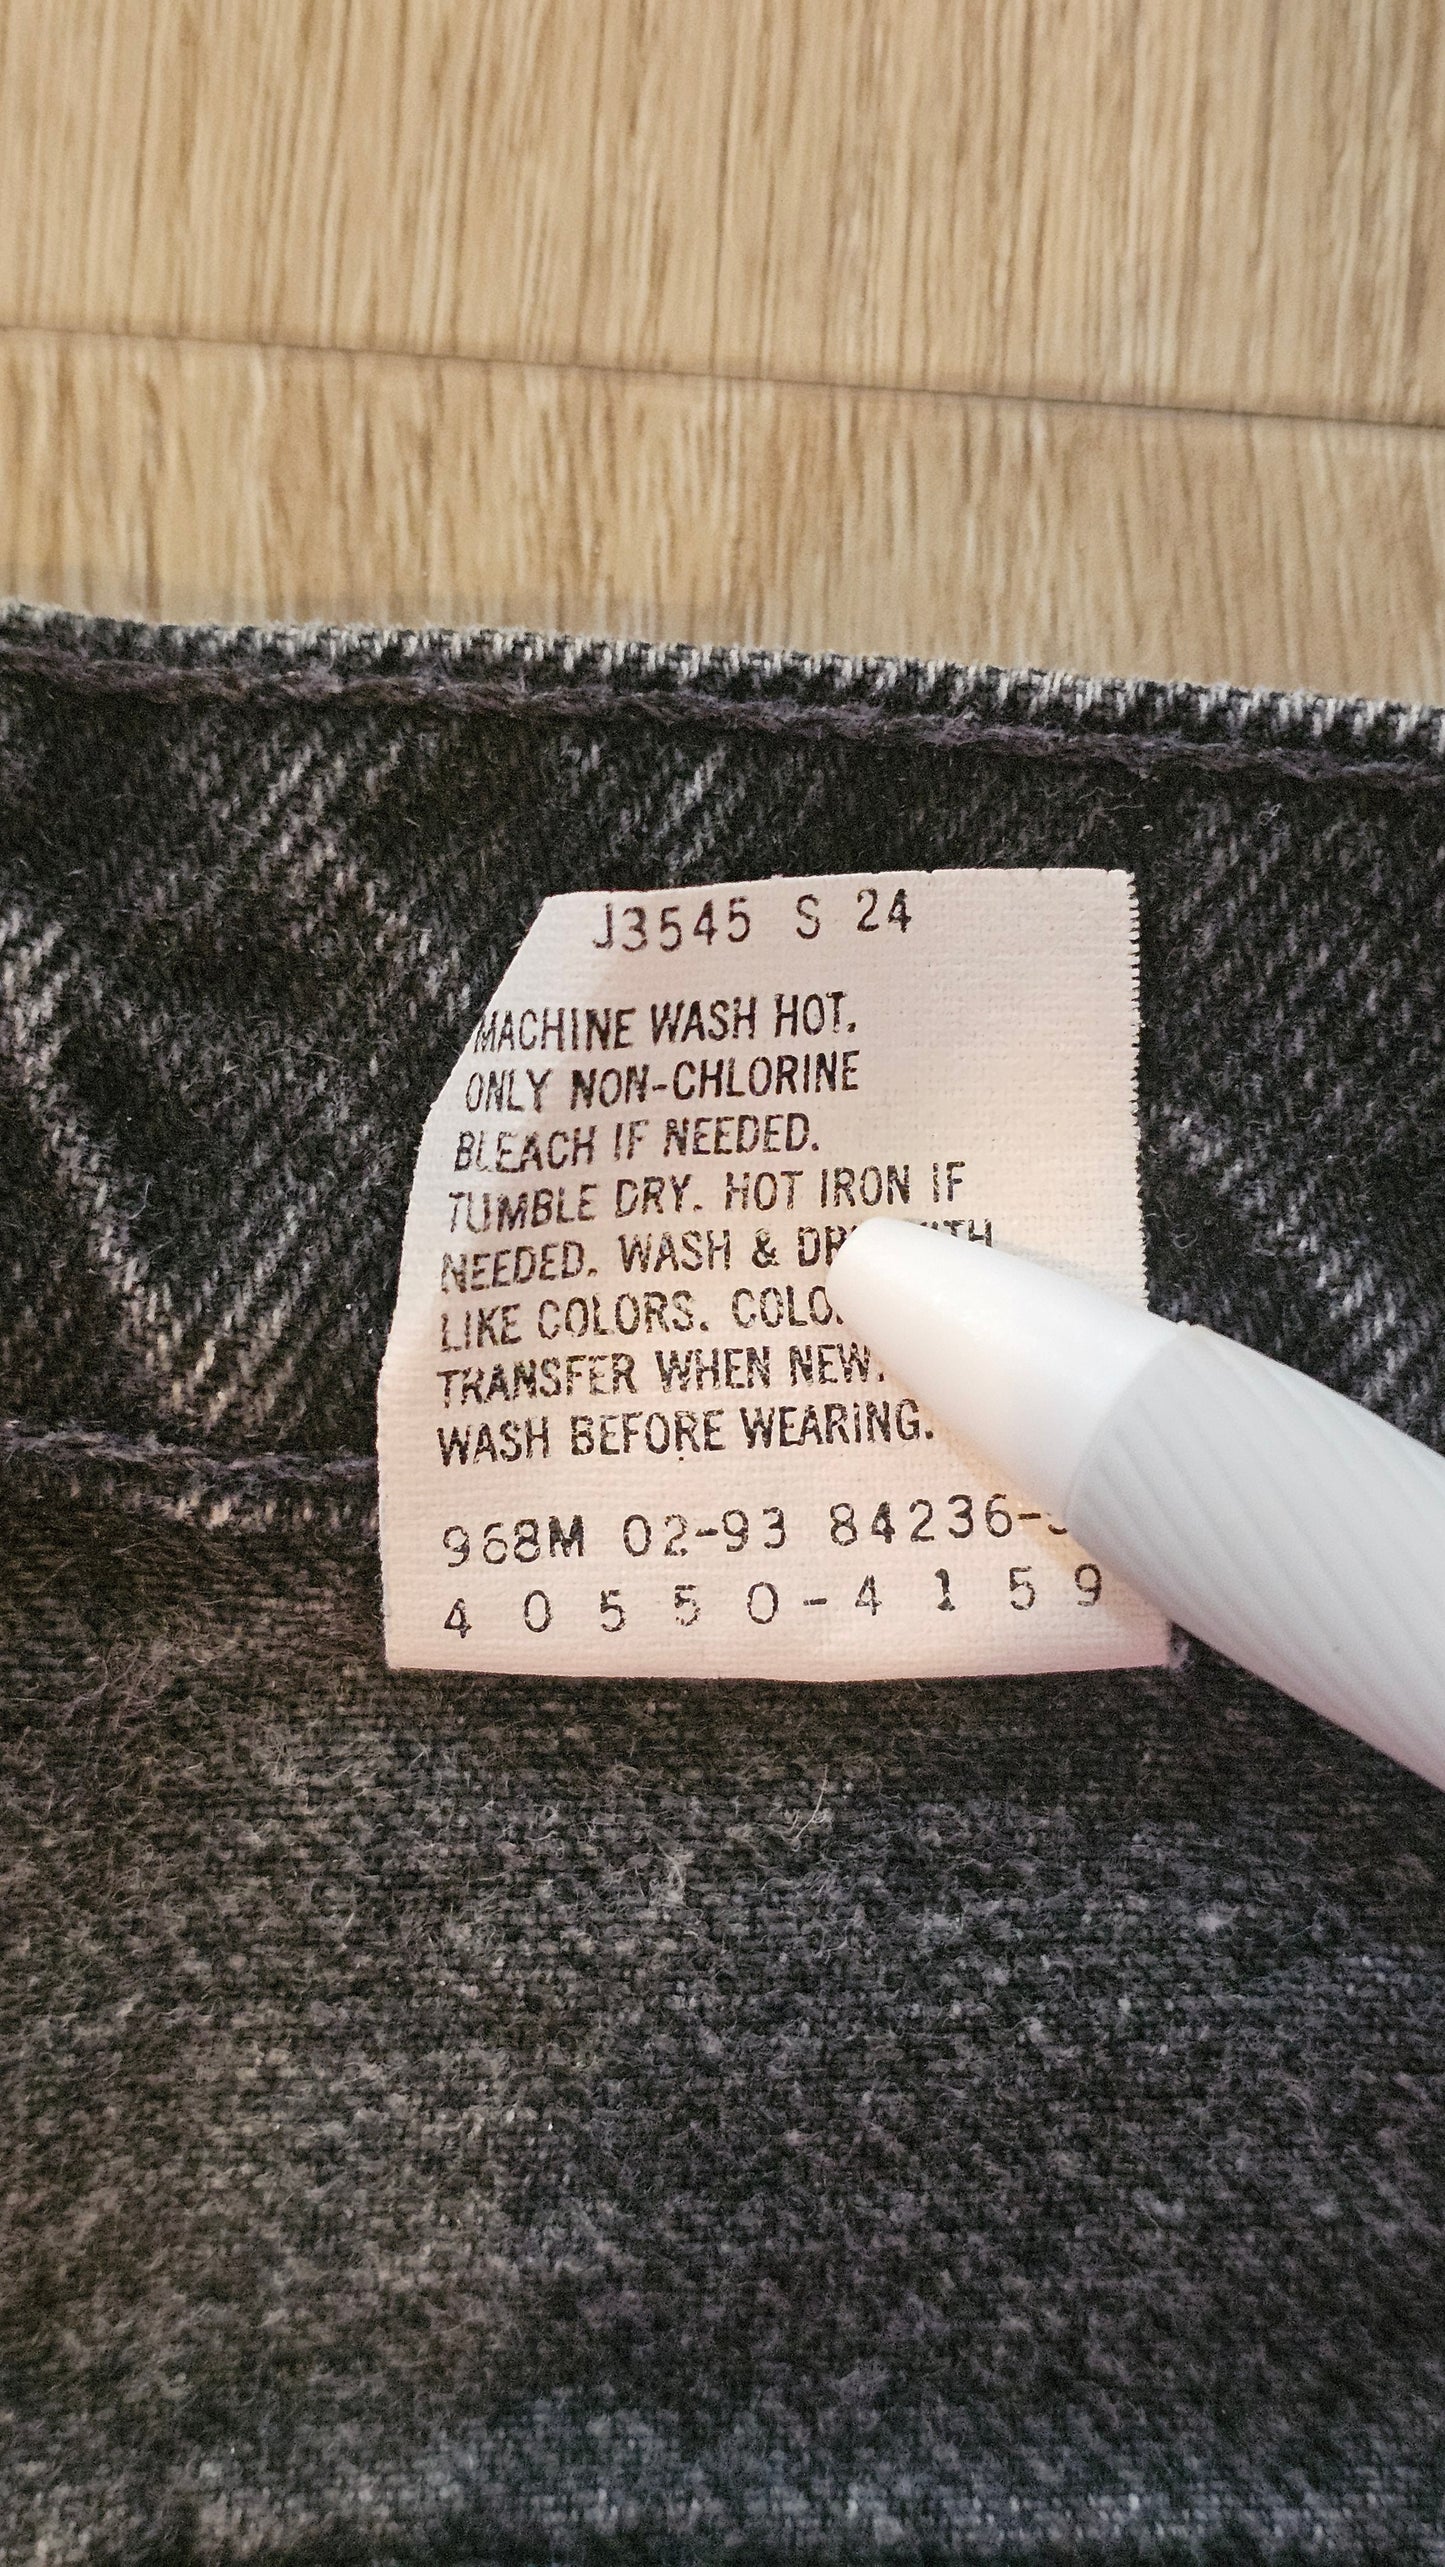 J3545 S 24
MACHINE WASH HOT.
ONLY NON-CHLORINE
BLEACH IF NEEDED.
TUMBLE DRY. HOT IRON IF
NEEDED. WASH &
LIKE COLORS.
TRANSFER WHEN NEW.
WASH BEFORE WEARING.
968M 02-93 84236-
4 0 5 5 0 - 4 1 5 9